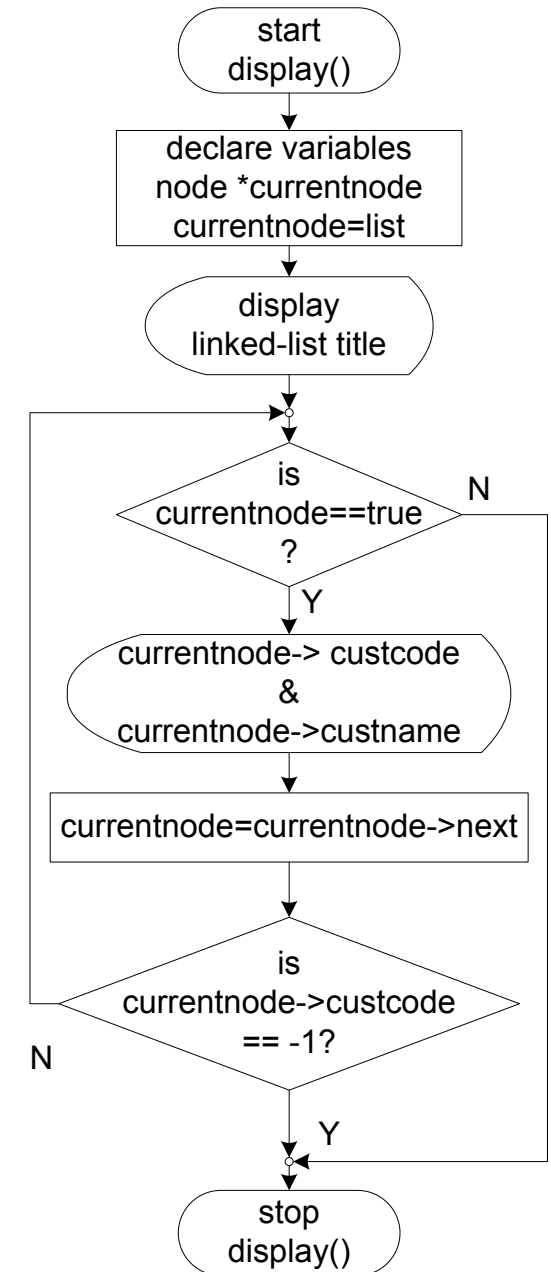 start
display()
declare variables
node *currentnode
currentnode=list
display
linked-list title
is
currentnode==true
?
N
Y
currentnode-> custcode
&
currentnode->custname
currentnode=currentnode->next
is
currentnode->custcode
== -1?
N
Y
stop
display()